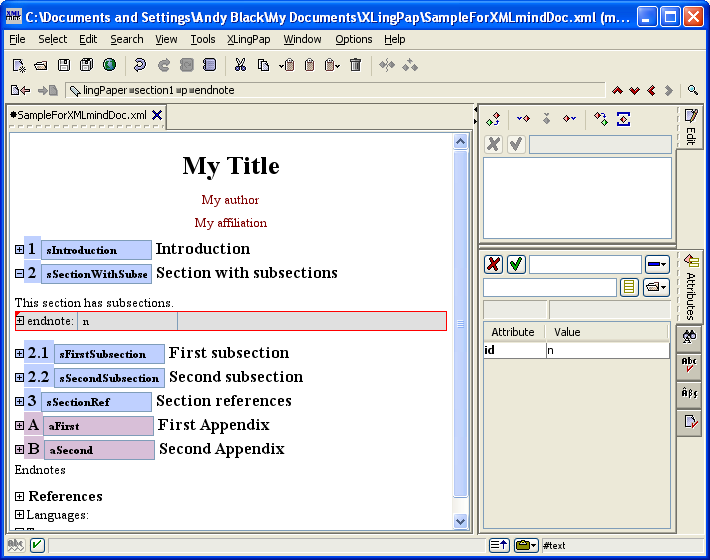 C:\Documents and Settings\Andy Black\My Documents\XLingPap\SampleForXMLmindDoc.xml (m...
File Select Edit Search View Tools XLingPap Window Options Help
lingPaper section1 p endnote
SampleForXMLmindDoc.xml
Edit
My Title
My author
My affiliation
1 sIntroduction Introduction
2 sSectionWithSubse Section with subsections
This section has subsections.
endnote: n
2.1 sFirstSubsection First subsection
2.2 sSecondSubsection Second subsection
3 sSectionRef Section references
A aFirst First Appendix
B aSecond Second Appendix
Endnotes
References
Languages:
Attributes
Attribute Value
id n
Abc
Abc
#text